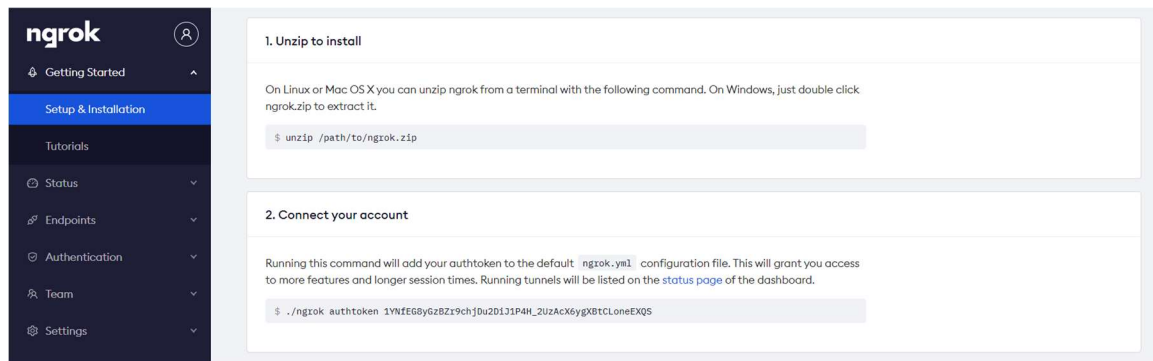 ngrok
Getting Started
Setup & Installation
Tutorials
Status
Endpoints
Authentication
Team
Settings
1. Unzip to install
On Linux or Mac OS X you can unzip ngrok from a terminal with the following command. On Windows, just double click
ngrok.zip to extract it.
$ unzip /path/to/ngrok.zip
2. Connect your account
Running this command will add your authtoken to the default ngrok.yml configuration file. This will grant you access
to more features and longer session times. Running tunnels will be listed on the status page of the dashboard.
$ ./ngrok authtoken 1YNfEG8yGzBZr9chjDu2DiJ1P4H_2UzAcX6ygXBtCLoneEXQS